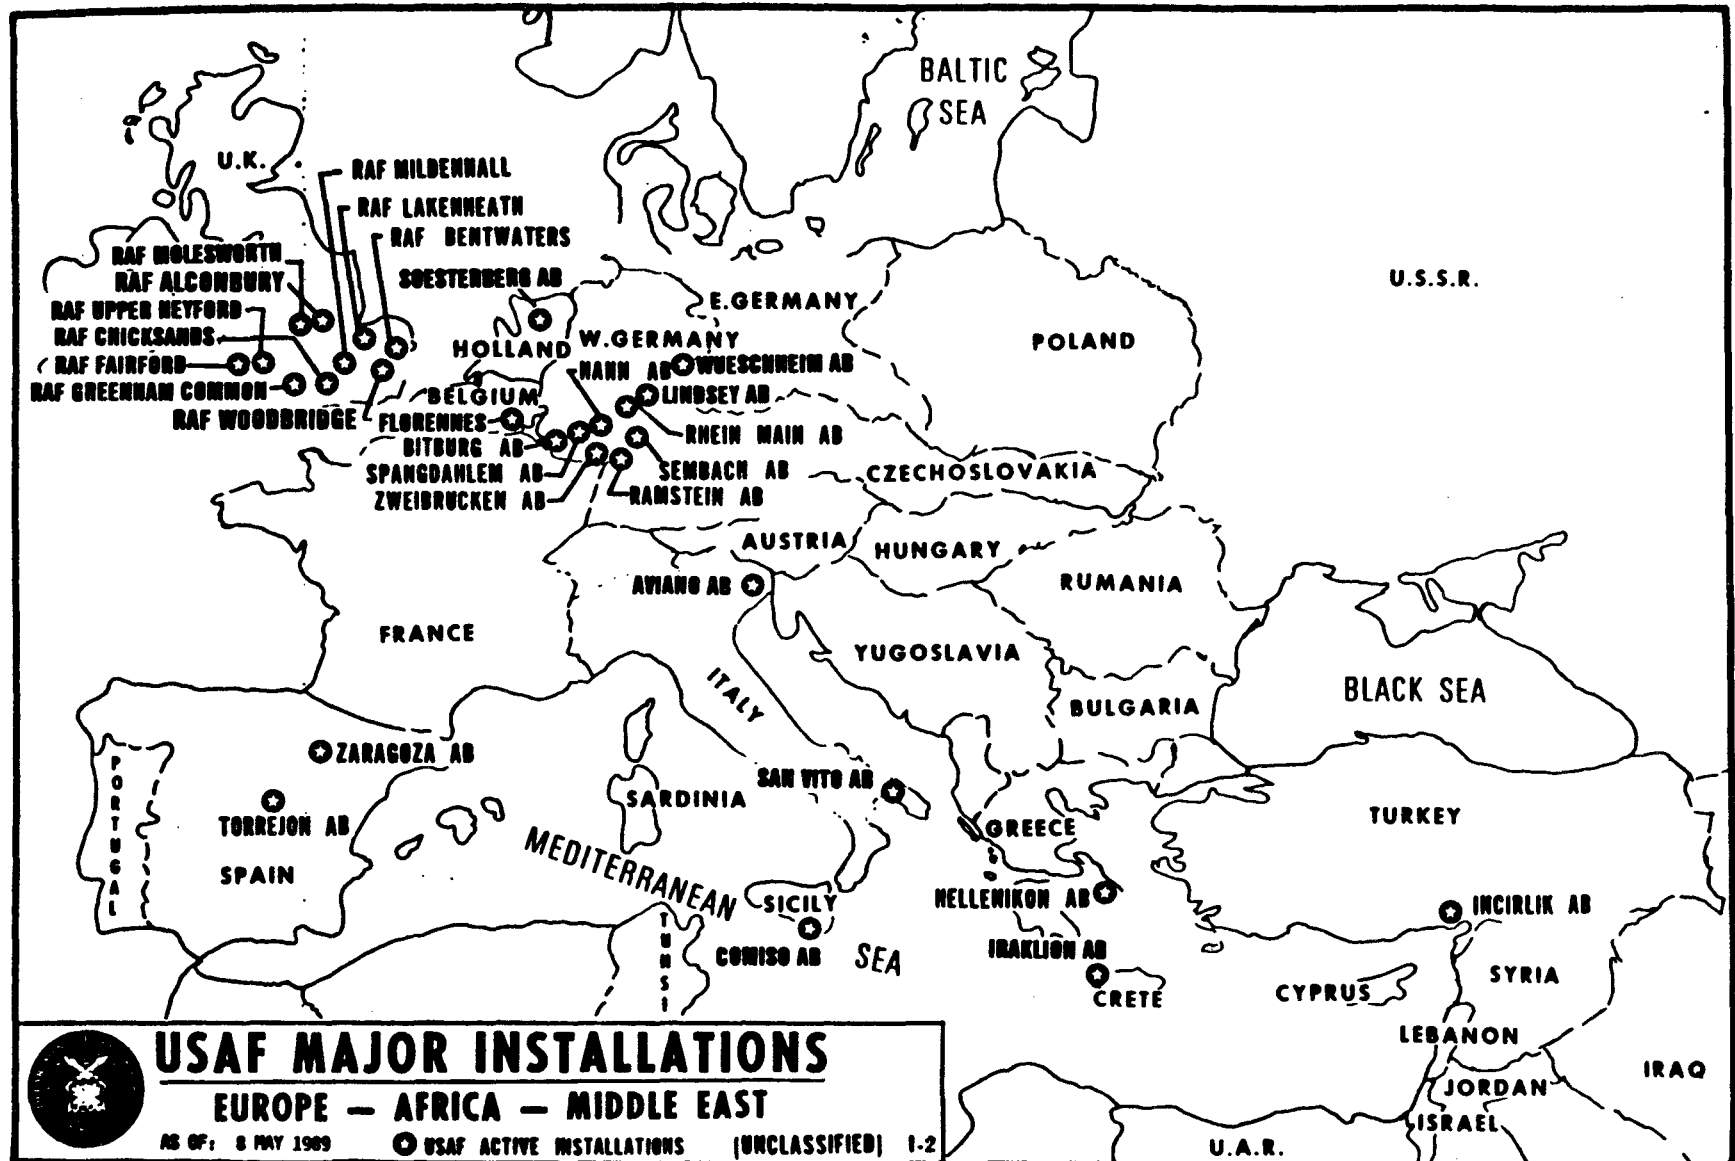 BALTIC
SEA
U.K.
RAF MILDENHALL
RAF LAKENHEATH
RAF BENTWATERS
RAF MOLESWORTH
RAF ALCONBURY
RAF UPPER HEYFORD
RAF CHICKSANDS
RAF FAIRFORD
RAF GREENHAM COMMON
RAF WOODBRIDGE
SOESTERBERG AB
HOLLAND
E.GERMANY
W.GERMANY
POLAND
U.S.S.R.
HAHN AB
WUESCHHEIM AB
LINDSEY AB
BELGIUM
FLORENNES
BITBURG AB
SPANGDAHLEM AB
ZWEIBRUCKEN AB
RHEIN MAIN AB
SEMBACH AB
RAMSTEIN AB
CZECHOSLOVAKIA
AUSTRIA
HUNGARY
RUMANIA
AVIANO AB
FRANCE
YUGOSLAVIA
ITALY
BULGARIA
BLACK SEA
PORTUGAL
ZARAGOZA AB
TORREJON AB
SPAIN
SARDINIA
SAN VITO AB
GREECE
TURKEY
MEDITERRANEAN
SEA
SICILY
COMISO AB
TUNSI
HELLENIKON AB
IRAKLION AB
CRETE
INCIRLIK AB
CYPRUS
SYRIA
LEBANON
JORDAN
ISRAEL
IRAQ
U.A.R.
USAF MAJOR INSTALLATIONS
EUROPE – AFRICA – MIDDLE EAST
AS OF: 8 MAY 1989 USAF ACTIVE INSTALLATIONS (UNCLASSIFIED) I-2